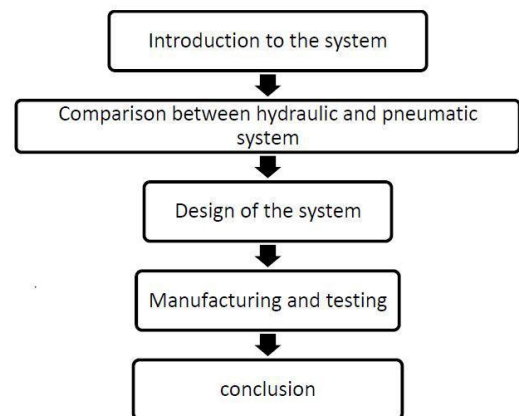 Introduction to the system
Comparison between hydraulic and pneumatic
system
Design of the system
Manufacturing and testing
conclusion